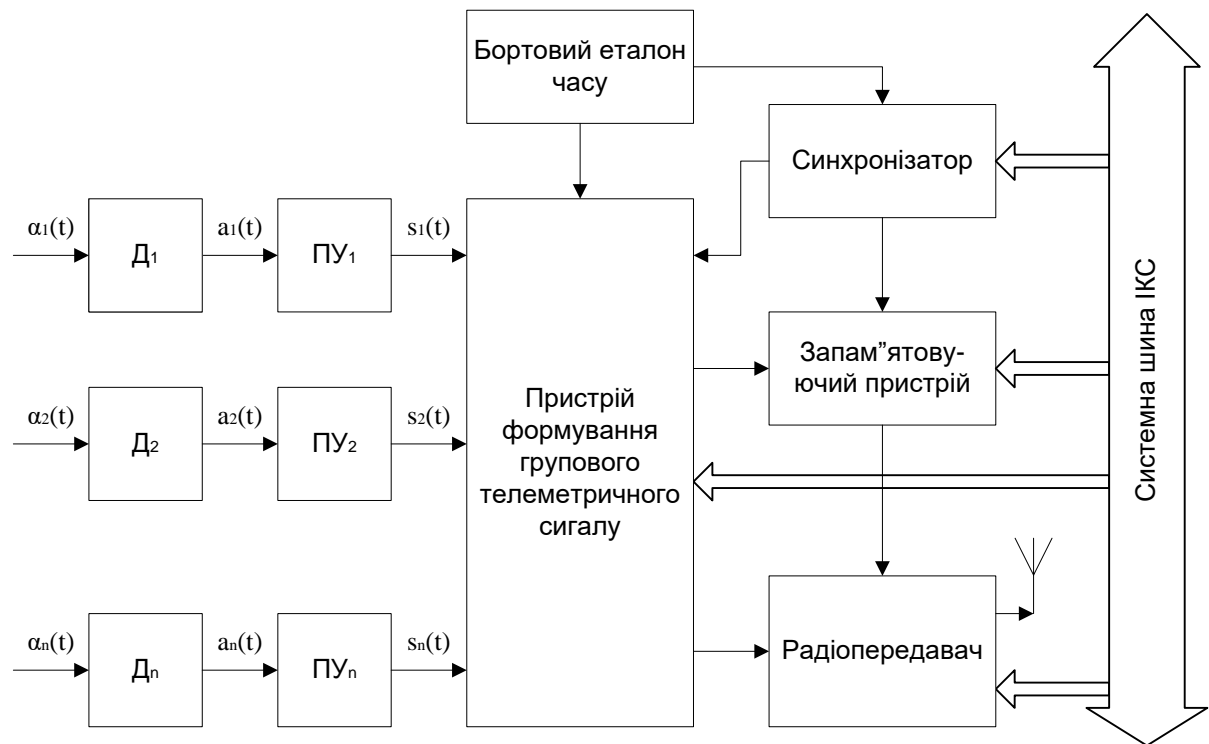 Бортовий еталон
часу
Синхронізатор
α1(t)
Д1
a1(t)
ПУ1
s1(t)
Запам"ятову-
ючий пристрій
α2(t)
Д2
a2(t)
ПУ2
s2(t)
Пристрій
формування
групового
телеметричного
сигалу
αn(t)
Дn
an(t)
ПУn
sn(t)
Радіопередавач
Системна шина ІКС